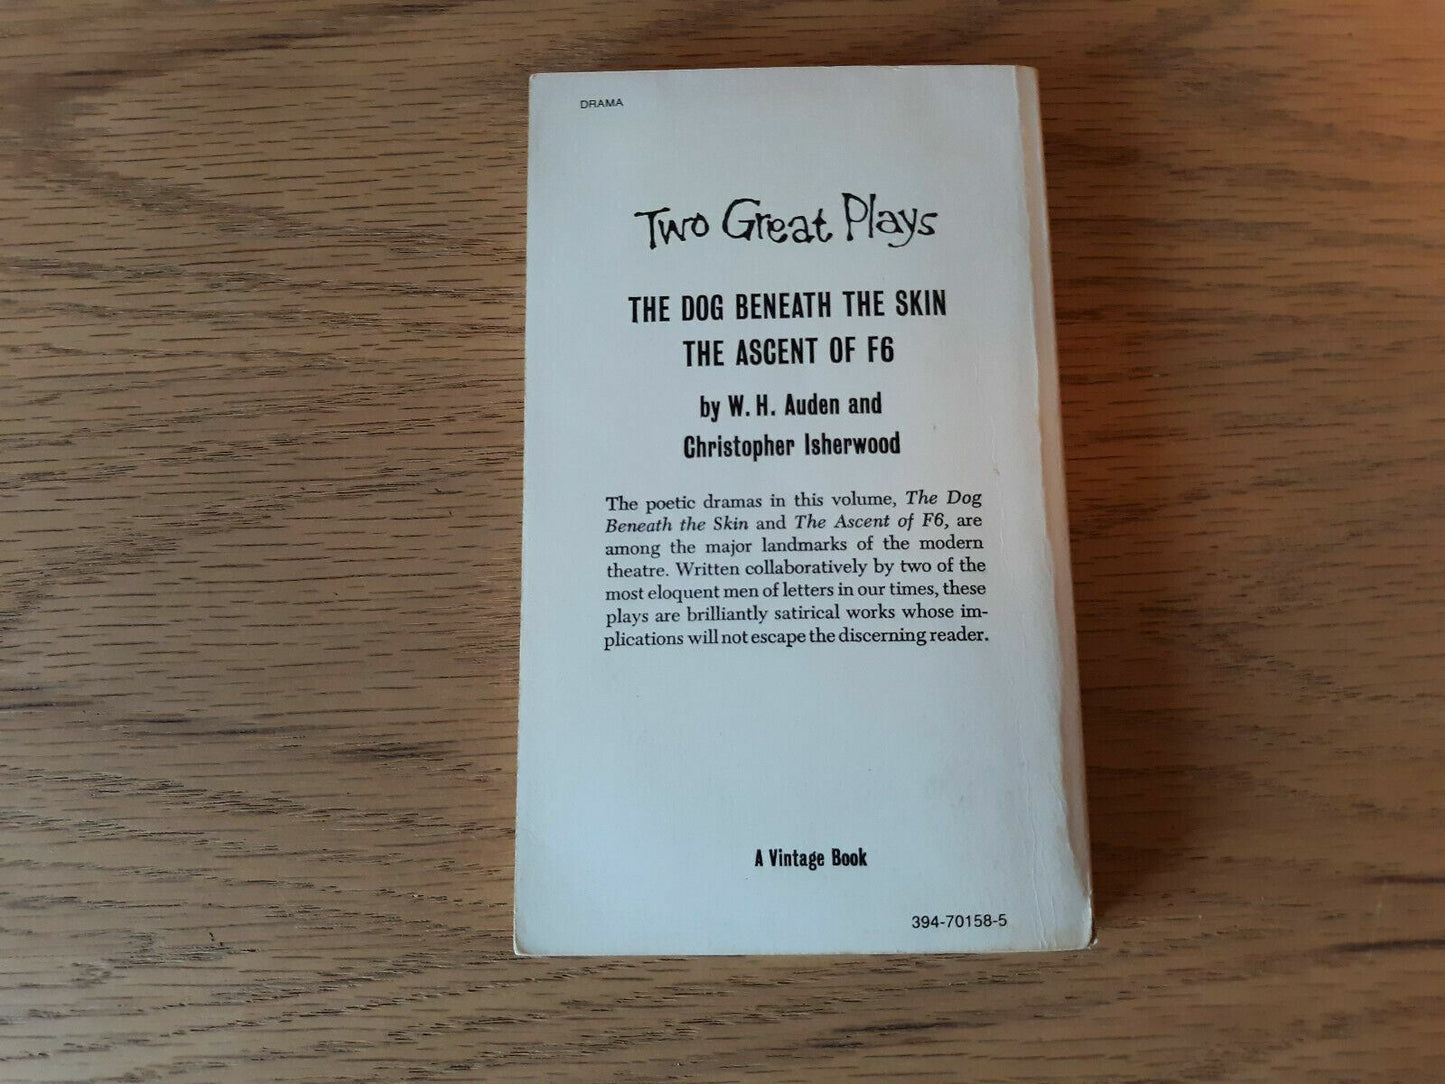 DRAMA
Two Great Plays
THE DOG BENEATH THE SKIN
THE ASCENT OF F6
by W. H. Auden and
Christopher Isherwood
The poetic dramas in this volume, The Dog
Beneath the Skin and The Ascent of F6, are
among the major landmarks of the modern
theatre. Written collaboratively by two of the
most eloquent men of letters in our times, these
plays are brilliantly satirical works whose im-
plications will not escape the discerning reader.
A Vintage Book
394-70158-5